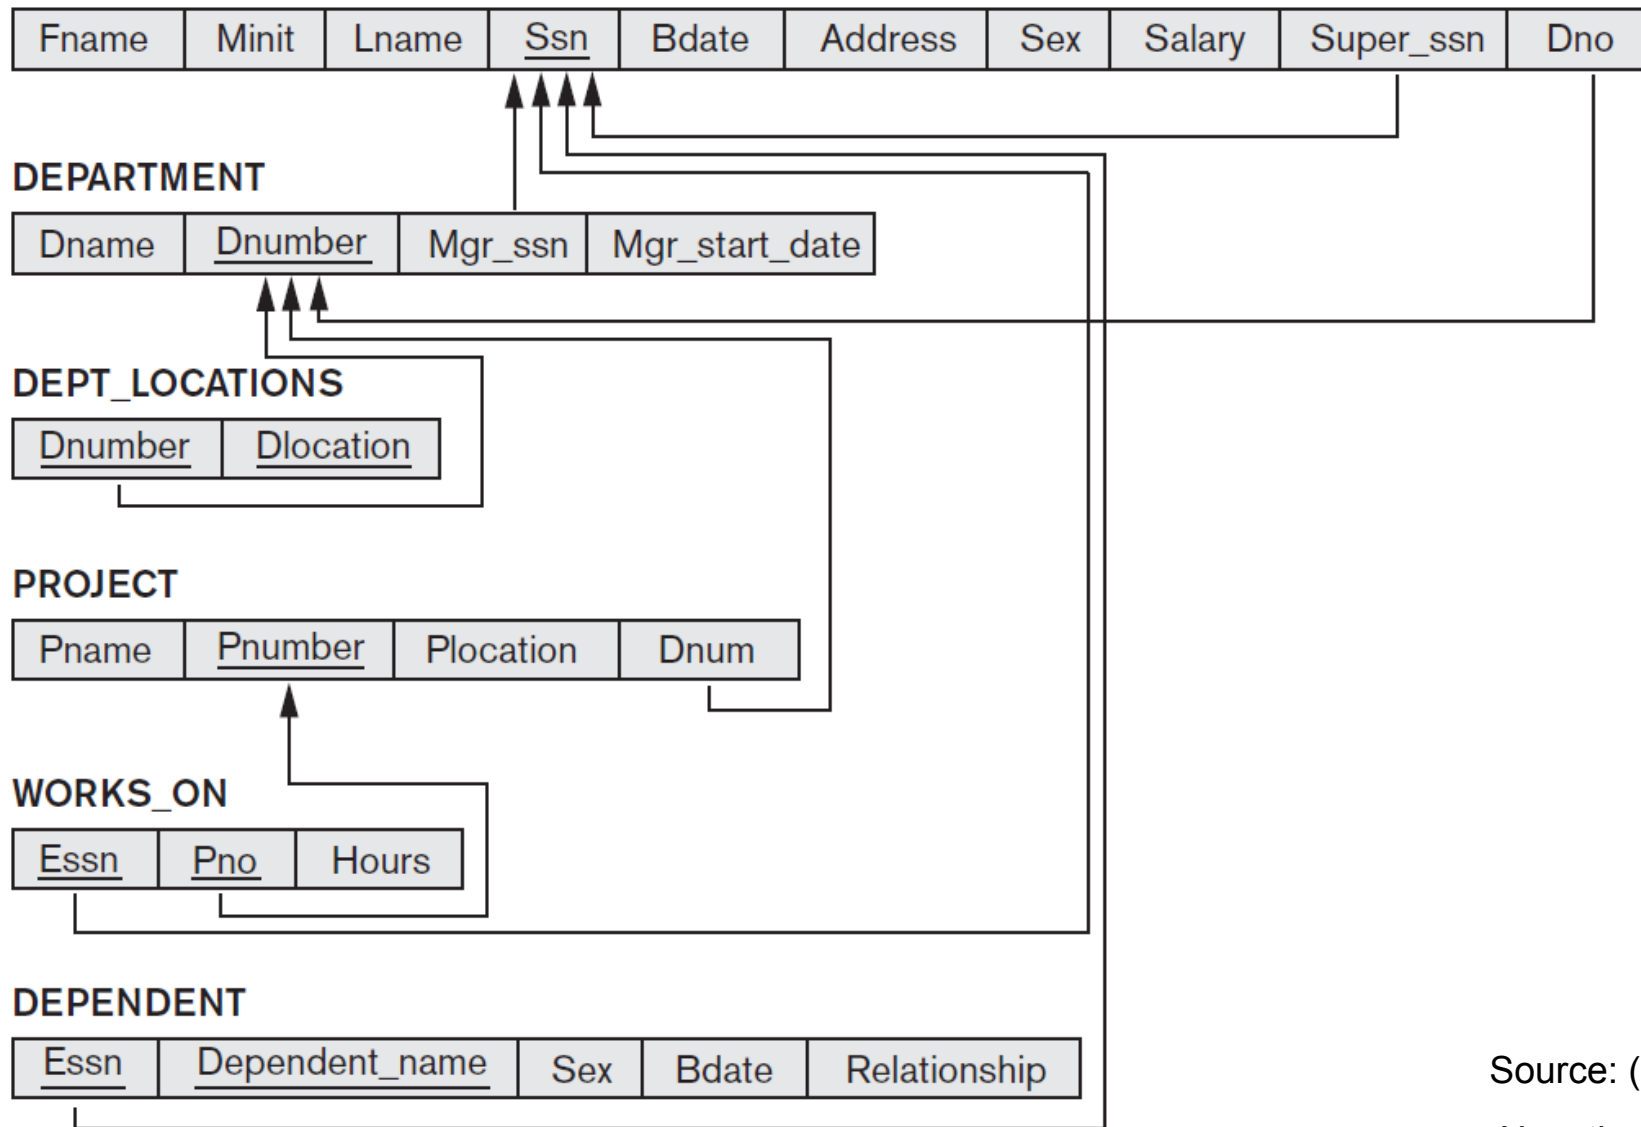 Fname Minit Lname Ssn Bdate Address Sex Salary Super_ssn Dno
DEPARTMENT
Dname Dnumber Mgr_ssn Mgr_start_date
DEPT_LOCATIONS
Dnumber Dlocation
PROJECT
Pname Pnumber Plocation Dnum
WORKS_ON
Essn Pno Hours
DEPENDENT
Essn Dependent_name Sex Bdate Relationship
Source: (